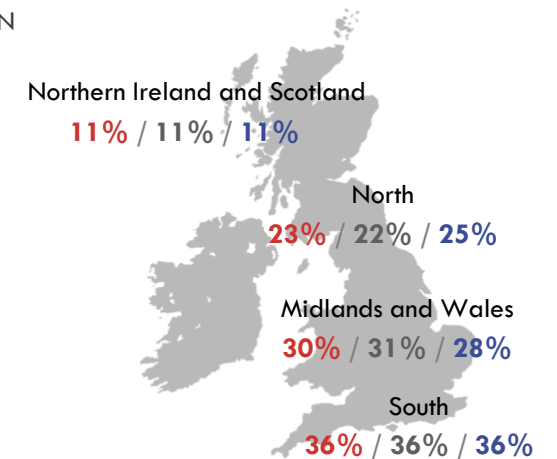 N
Northern Ireland and Scotland
11% / 11% / 11%
North
23% / 22% / 25%
Midlands and Wales
30% / 31% / 28%
South
36% / 36% / 36%